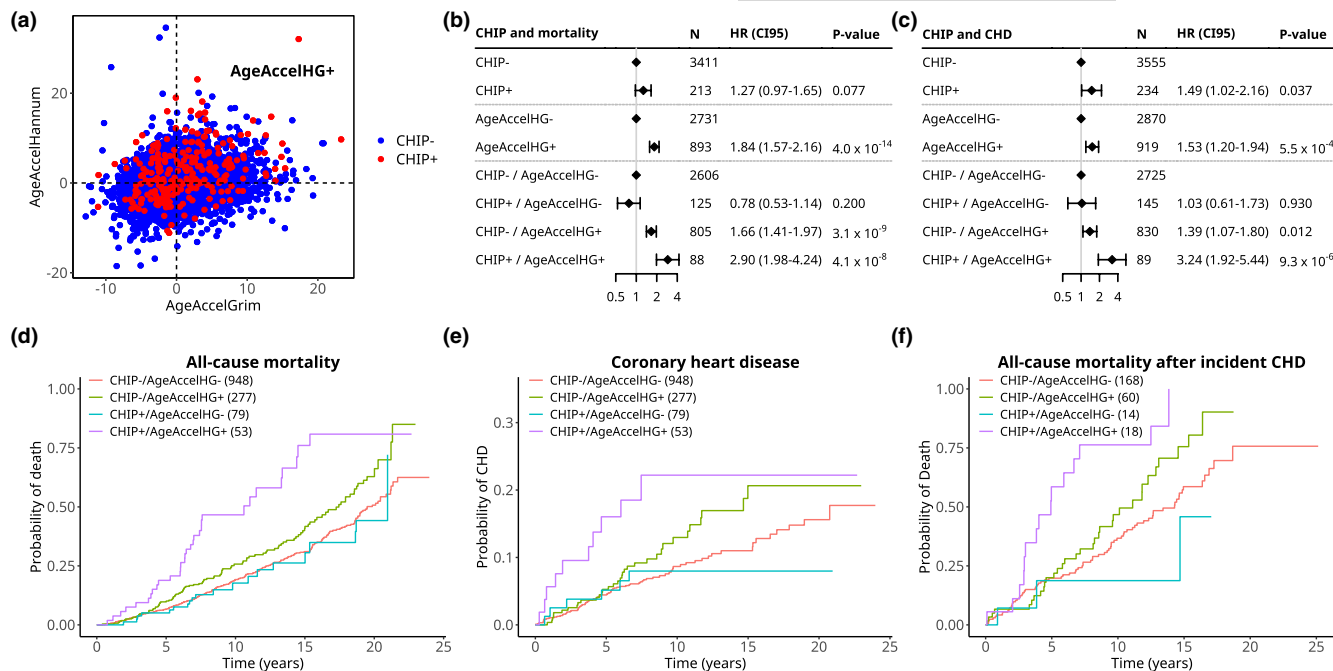 (a)
AgeAccelHG+
CHIP-
CHIP+
20
0
-20
-10 0 10 20
AgeAccelHannum
AgeAccelGrim
(b)
CHIP and mortality N HR (CI95) P-value
CHIP- 3411
CHIP+ 213 1.27 (0.97-1.65) 0.077
AgeAccelHG- 2731
AgeAccelHG+ 893 1.84 (1.57-2.16) 4.0 x 10-14
CHIP- / AgeAccelHG- 2606
CHIP+ / AgeAccelHG- 125 0.78 (0.53-1.14) 0.200
CHIP- / AgeAccelHG+ 805 1.66 (1.41-1.97) 3.1 x 10-9
CHIP+ / AgeAccelHG+ 88 2.90 (1.98-4.24) 4.1 x 10-8
0.5 1 2 4
(c)
CHIP and CHD N HR (CI95) P-value
CHIP- 3555
CHIP+ 234 1.49 (1.02-2.16) 0.037
AgeAccelHG- 2870
AgeAccelHG+ 919 1.53 (1.20-1.94) 5.5 x 10-4
CHIP- / AgeAccelHG- 2725
CHIP+ / AgeAccelHG- 145 1.03 (0.61-1.73) 0.930
CHIP- / AgeAccelHG+ 830 1.39 (1.07-1.80) 0.012
CHIP+ / AgeAccelHG+ 89 3.24 (1.92-5.44) 9.3 x 10-6
0.5 1 2 4
(d)
All-cause mortality
CHIP-/AgeAccelHG- (948)
CHIP-/AgeAccelHG+ (277)
CHIP+/AgeAccelHG- (79)
CHIP+/AgeAccelHG+ (53)
1.00
0.75
0.50
0.25
0.00
0 5 10 15 20 25
Probability of death
Time (years)
(e)
Coronary heart disease
CHIP-/AgeAccelHG- (948)
CHIP-/AgeAccelHG+ (277)
CHIP+/AgeAccelHG- (79)
CHIP+/AgeAccelHG+ (53)
0.3
0.2
0.1
0.0
0 5 10 15 20 25
Probability of CHD
Time (years)
(f)
All-cause mortality after incident CHD
CHIP-/AgeAccelHG- (168)
CHIP-/AgeAccelHG+ (60)
CHIP+/AgeAccelHG- (14)
CHIP+/AgeAccelHG+ (18)
1.00
0.75
0.50
0.25
0.00
0 5 10 15 20 25
Probability of Death
Time (years)